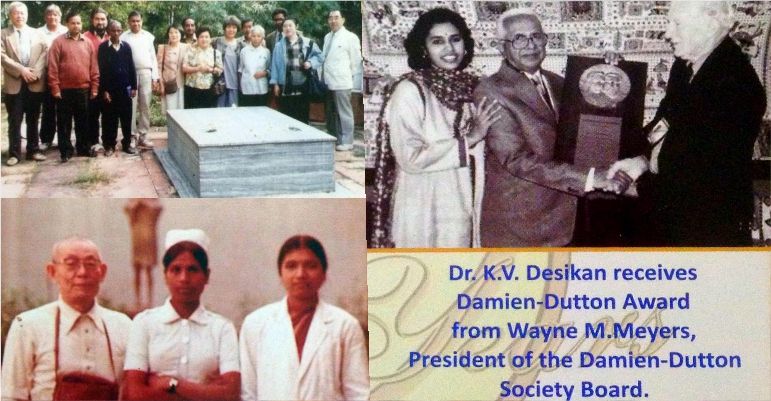 Dr. K.V. Desikan receives
Damien-Dutton Award
from Wayne M.Meyers,
President of the Damien-Dutton
Society Board.